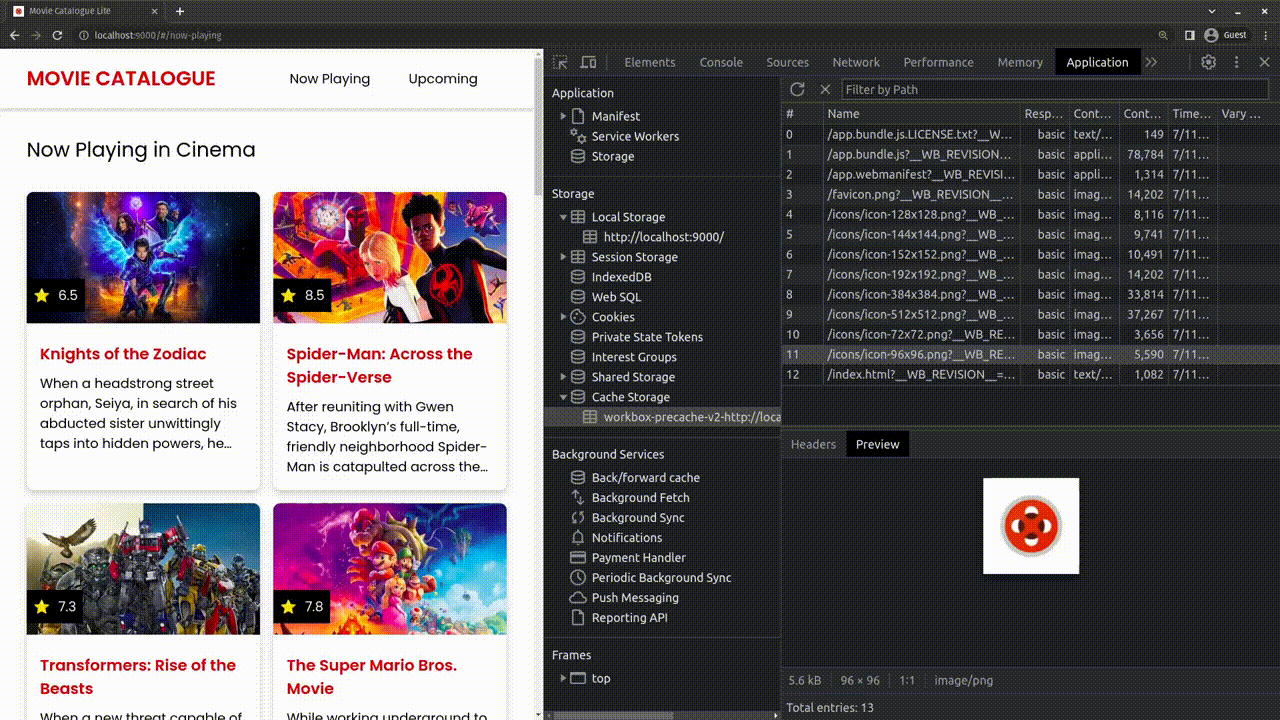 Movie Catalogue Lite
localhost:9000/#/now-playing
Guest
MOVIE CATALOGUE
Now Playing
Upcoming
Now Playing in Cinema
6.5
Knights of the Zodiac
When a headstrong street
orphan, Seiya, in search of his
abducted sister unwittingly
taps into hidden powers, he...
8.5
Spider-Man: Across the
Spider-Verse
After reuniting with Gwen
Stacy, Brooklyn's full-time,
friendly neighborhood Spider-
Man is catapulted across the...
7.3
Transformers: Rise of the
Beasts
When a new threat capable of
7.8
The Super Mario Bros.
Movie
While working underground to
Elements Console Sources Network Performance Memory Application
Application
Manifest
Service Workers
Storage
Storage
Local Storage
http://localhost:9000/
Session Storage
IndexedDB
Web SQL
Cookies
Private State Tokens
Interest Groups
Shared Storage
Cache Storage
workbox-precache-v2-http://loca
Background Services
Back/forward cache
Background Fetch
Background Sync
Notifications
Payment Handler
Periodic Background Sync
Push Messaging
Reporting API
Frames
top
Filter by Path
# Name Resp... Cont... Cont... Time... Vary ...
0 /app.bundle.js.LICENSE.txt?__W... basic text/... 149 7/11...
1 /app.bundle.js?__WB_REVISION... basic appli... 78,784 7/11...
2 /app.webmanifest?__WB_REVISI... basic appli... 1,314 7/11...
3 /favicon.png?__WB_REVISION__... basic imag... 14,202 7/11...
4 /icons/icon-128x128.png?__WB_... basic imag... 8,116 7/11...
5 /icons/icon-144x144.png?__WB_... basic imag... 9,741 7/11...
6 /icons/icon-152x152.png?__WB_... basic imag... 10,491 7/11...
7 /icons/icon-192x192.png?__WB_... basic imag... 14,202 7/11...
8 /icons/icon-384x384.png?__WB_... basic imag... 33,814 7/11...
9 /icons/icon-512x512.png?__WB_... basic imag... 37,267 7/11...
10 /icons/icon-72x72.png?__WB_RE... basic imag... 3,656 7/11...
11 /icons/icon-96x96.png?__WB_RE... basic imag... 5,590 7/11...
12 /index.html?__WB_REVISION__=... basic text/... 1,082 7/11...
Headers Preview
5.6 kB 96 × 96 1:1 image/png
Total entries: 13